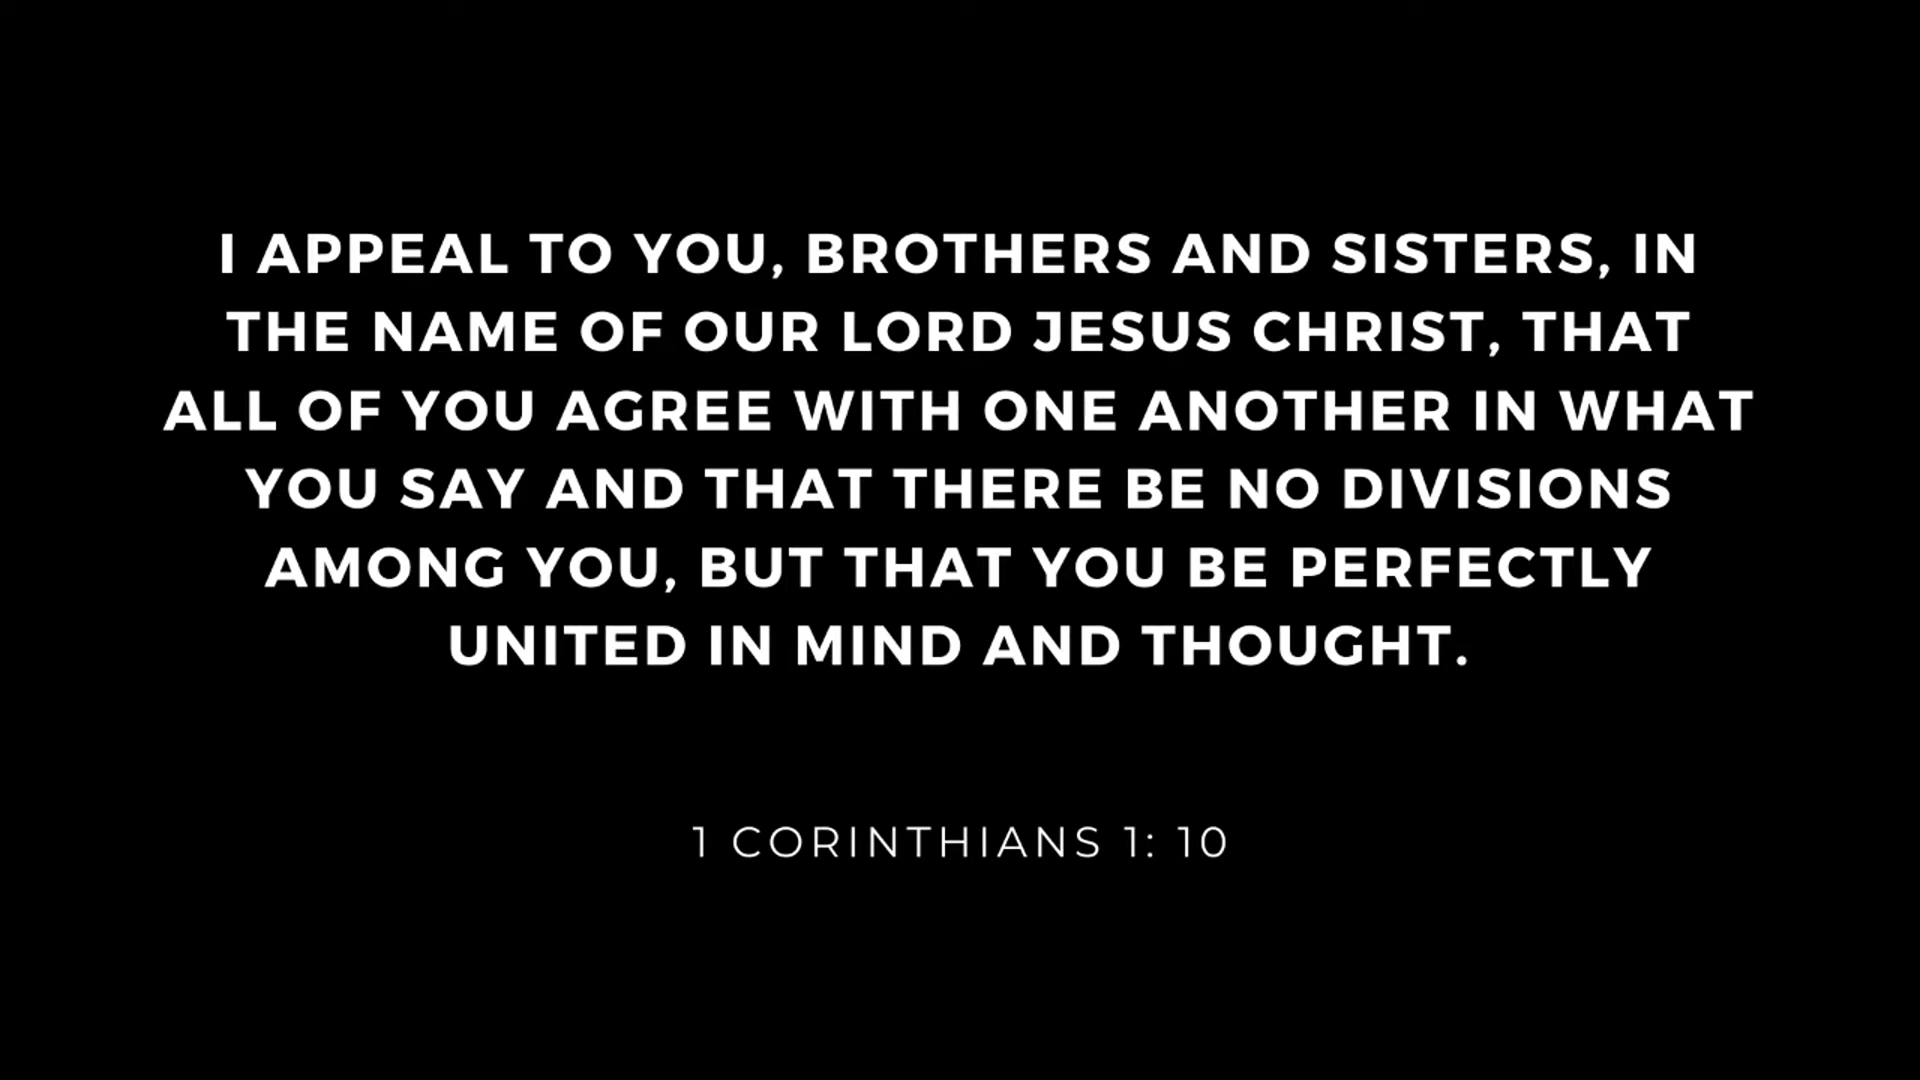 I APPEAL TO YOU, BROTHERS AND SISTERS, IN
THE NAME OF OUR LORD JESUS CHRIST, THAT
ALL OF YOU AGREE WITH ONE ANOTHER IN WHAT
YOU SAY AND THAT THERE BE NO DIVISIONS
AMONG YOU, BUT THAT YOU BE PERFECTLY
UNITED IN MIND AND THOUGHT.
1 CORINTHIANS 1: 10